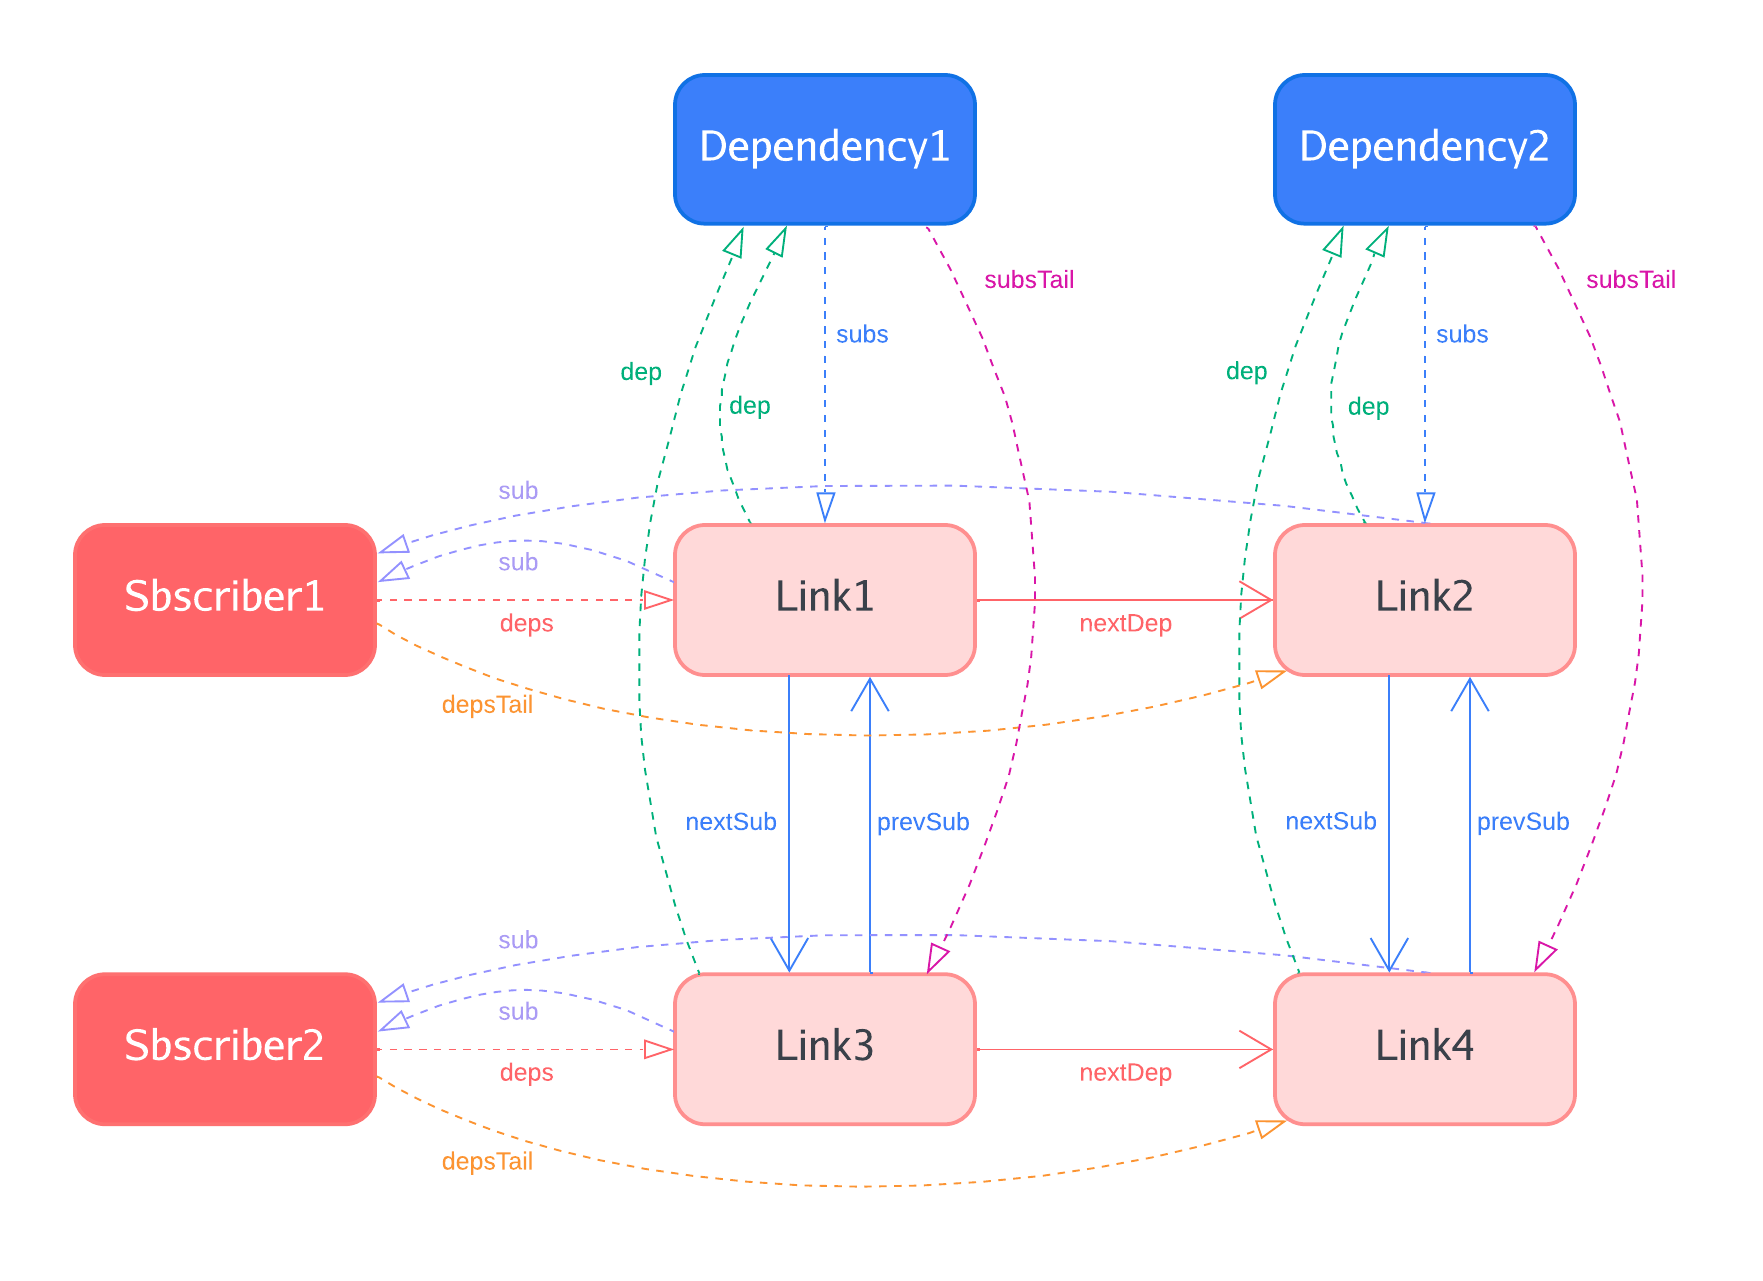 Dependency1
Dependency2
subsTail
subsTail
subs
subs
dep
dep
dep
dep
sub
sub
Sbscriber1
Link1
Link2
deps
nextDep
depsTail
nextSub
prevSub
nextSub
prevSub
sub
sub
Sbscriber2
Link3
Link4
deps
nextDep
depsTail